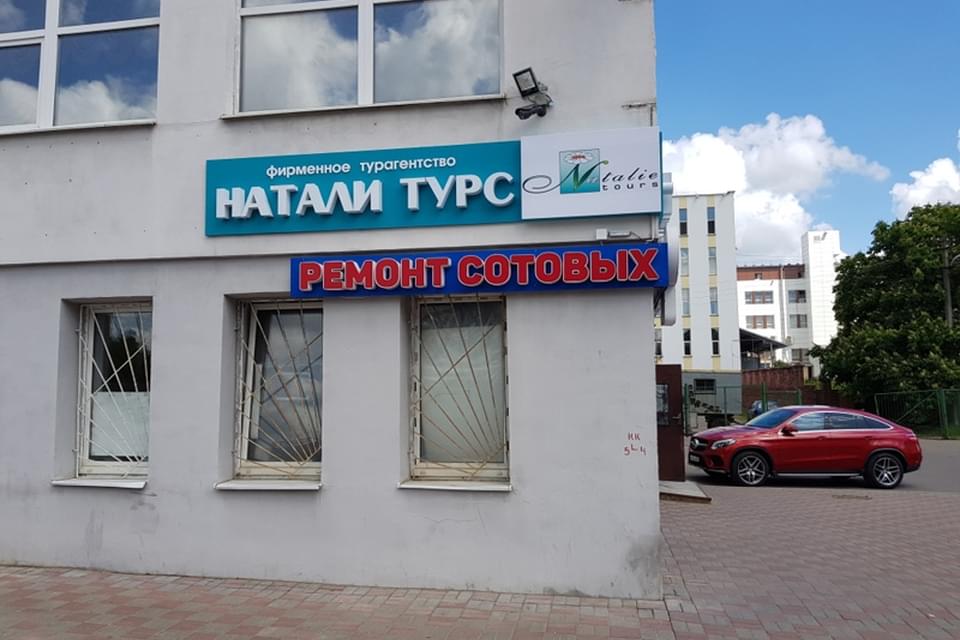 фирменное турагентство
НАТАЛИ ТУРС
Natalie
tours
РЕМОНТ СОТОВЫХ